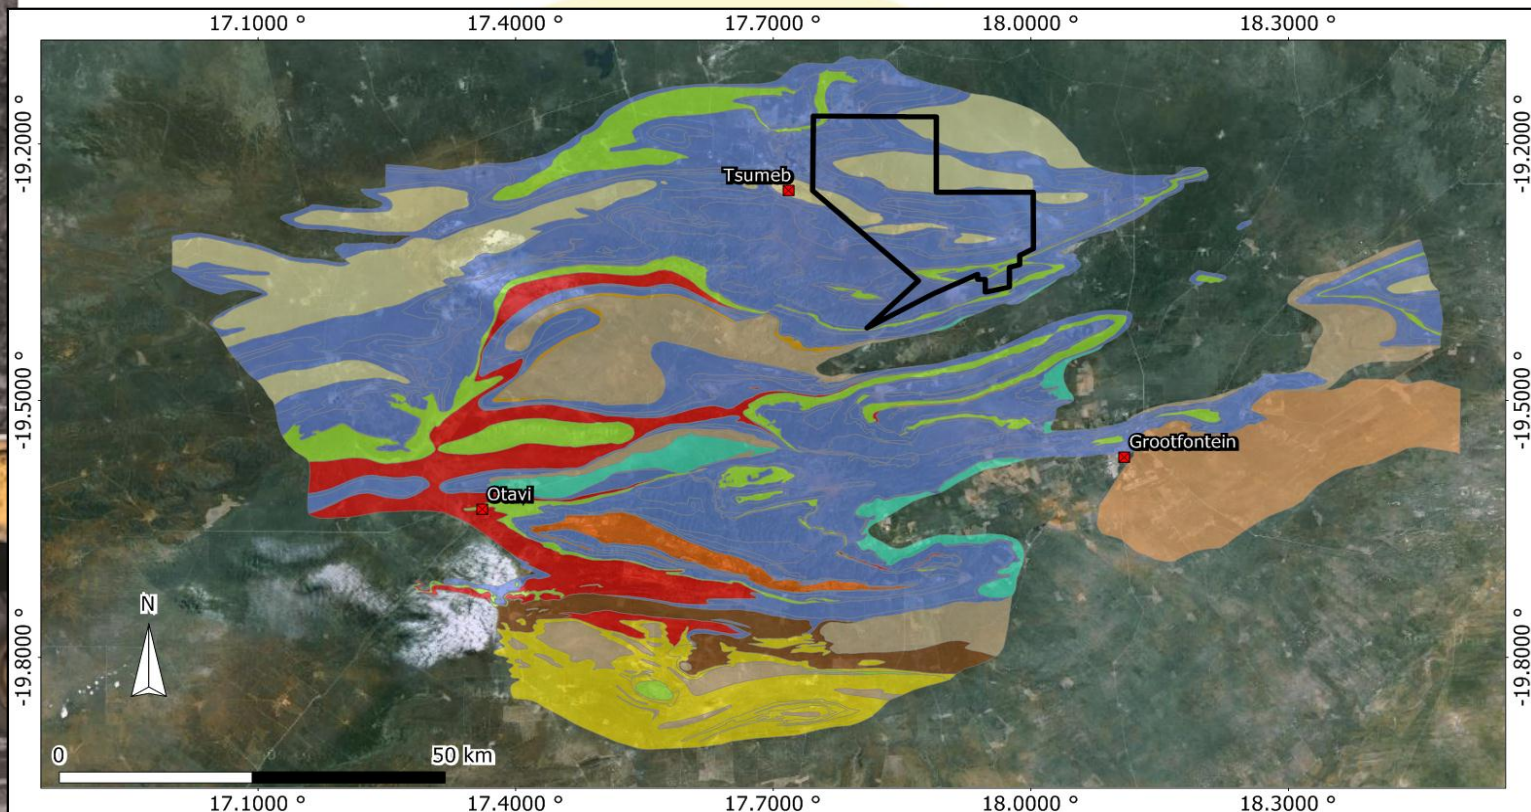 17.1000 ° 17.4000 ° 17.7000 ° 18.0000 ° 18.3000 °
-19.2000 ° -19.2000 °
Tsumeb
-19.5000 ° -19.5000 °
Grootfontein
Otavi
N
-19.8000 ° -19.8000 °
0 50 km
17.1000 ° 17.4000 ° 17.7000 ° 18.0000 ° 18.3000 °